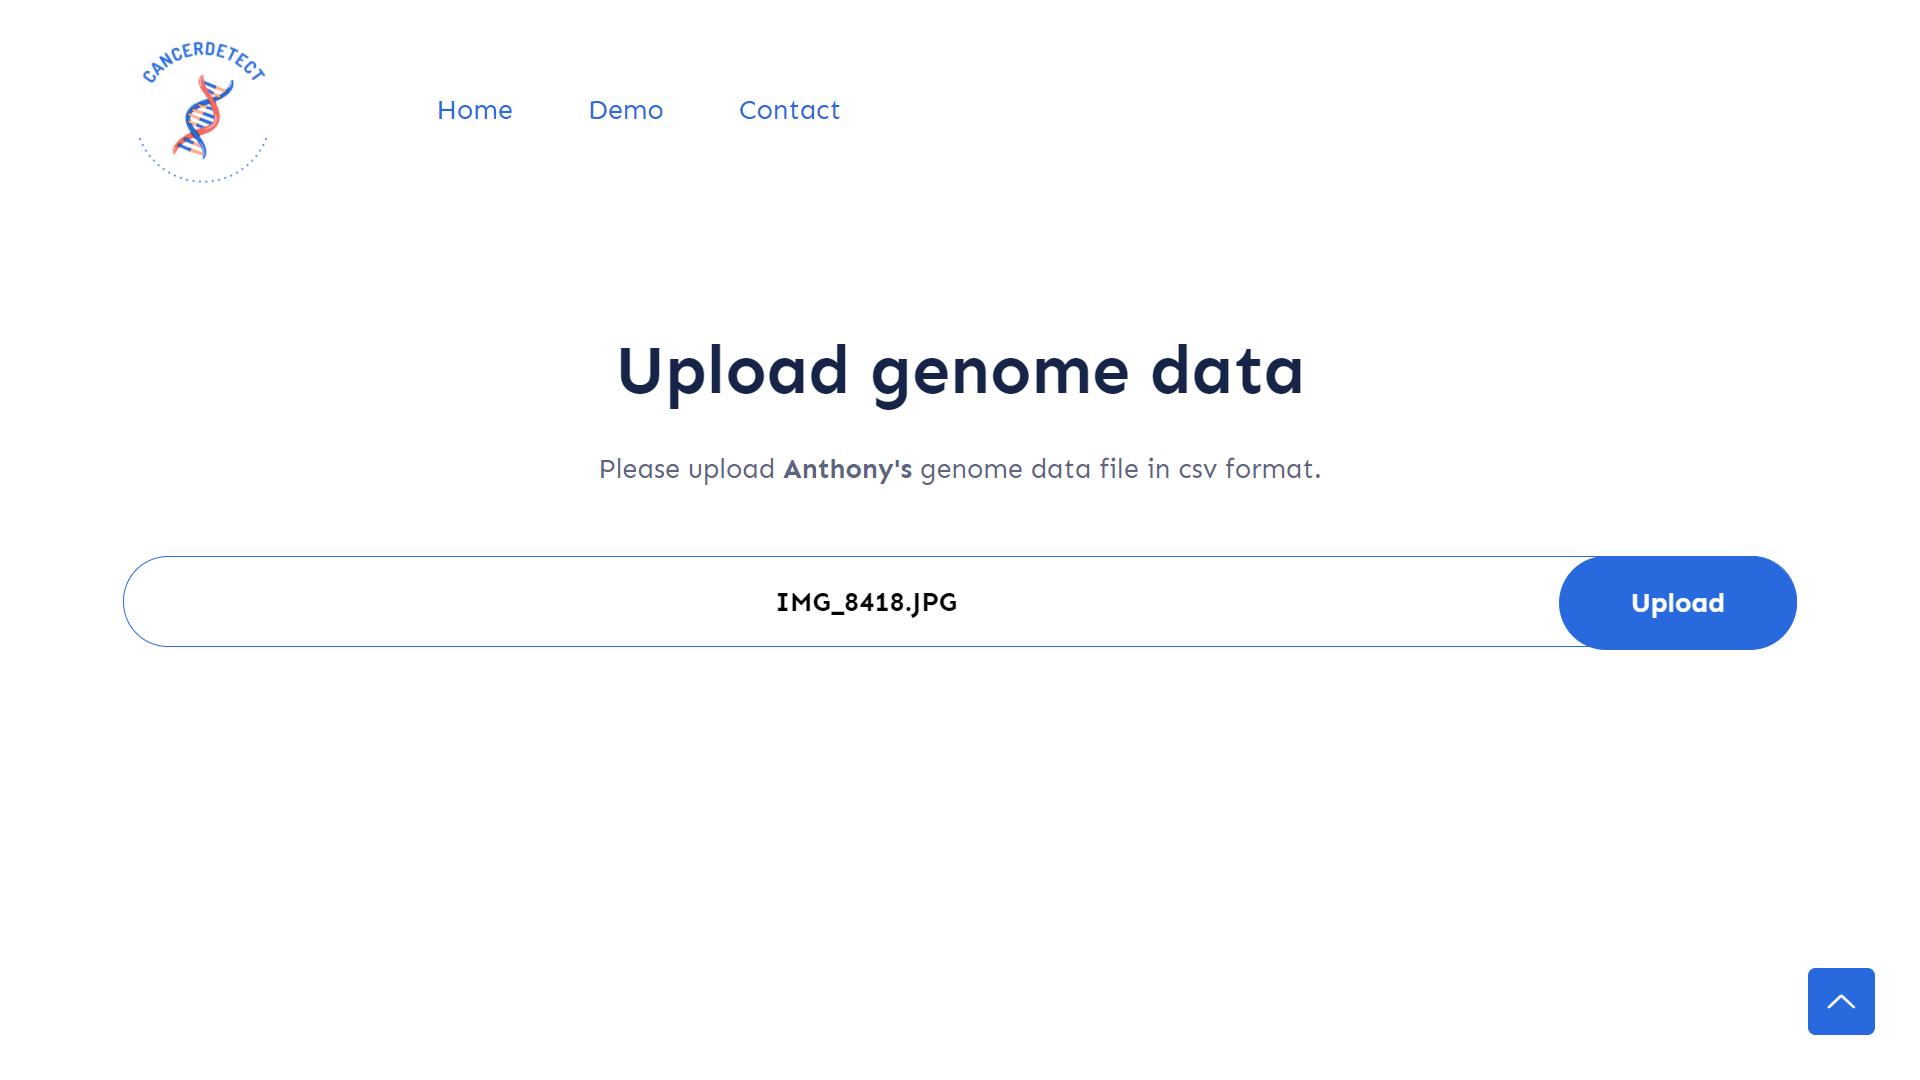 CANCERDETECT
Home Demo Contact
Upload genome data
Please upload Anthony's genome data file in csv format.
IMG_8418.JPG
Upload